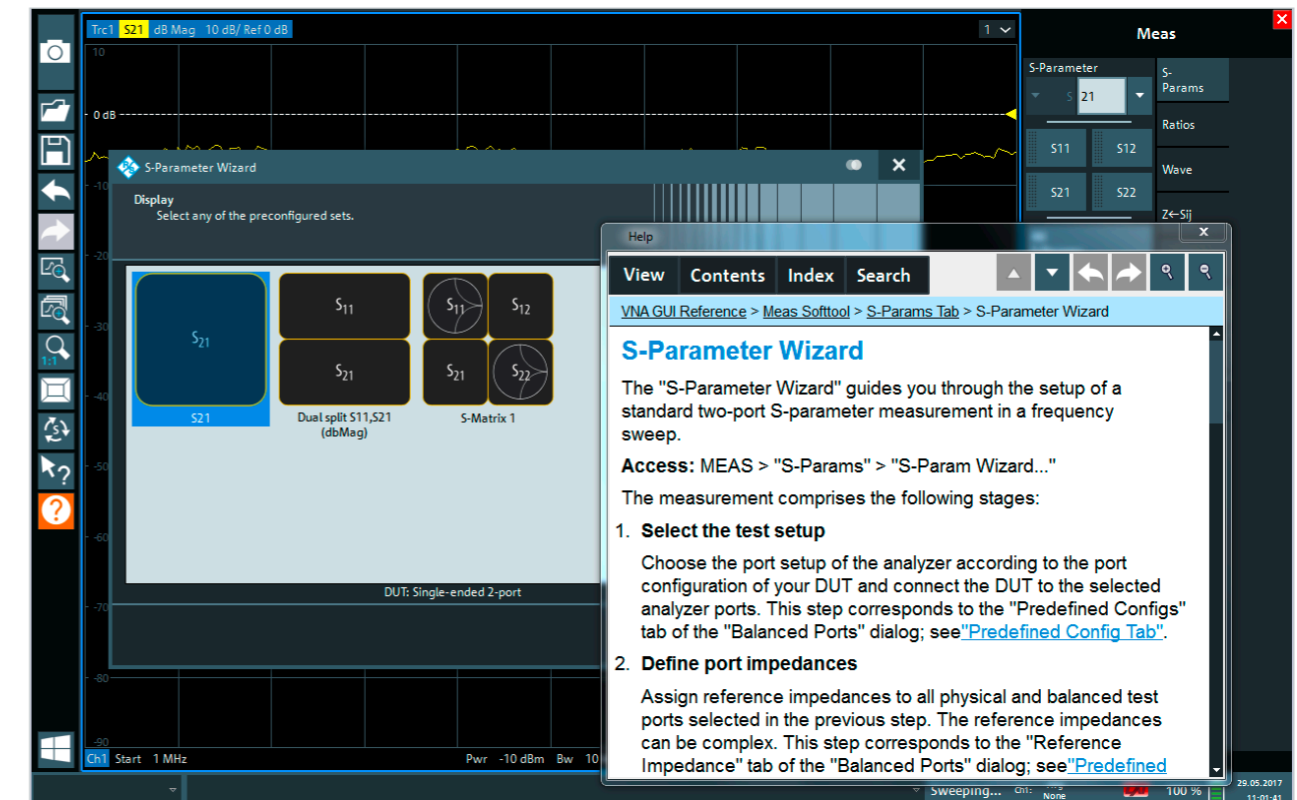 Trc1 S21 dB Mag 10 dB/ Ref 0 dB
1
Meas
10
0 dB
-10
-20
-30
-40
-50
-60
-70
-80
-90
1:1
S-Parameter Wizard
Display
Select any of the preconfigured sets.
S21
S21
S11
S21
Dual split S11,S21
(dbMag)
S11
S12
S21
S22
S-Matrix 1
DUT: Single-ended 2-port
S-Parameter
S 21
S11
S12
S21
S22
S-
Params
Ratios
Wave
Z←Sij
Help
View Contents Index Search
VNA GUI Reference > Meas Softtool > S-Params Tab > S-Parameter Wizard
S-Parameter Wizard
The "S-Parameter Wizard" guides you through the setup of a
standard two-port S-parameter measurement in a frequency
sweep.
Access: MEAS > "S-Params" > "S-Param Wizard..."
The measurement comprises the following stages:
1. Select the test setup
Choose the port setup of the analyzer according to the port
configuration of your DUT and connect the DUT to the selected
analyzer ports. This step corresponds to the "Predefined Configs"
tab of the "Balanced Ports" dialog; see"Predefined Config Tab".
2. Define port impedances
Assign reference impedances to all physical and balanced test
ports selected in the previous step. The reference impedances
can be complex. This step corresponds to the "Reference
Impedance" tab of the "Balanced Ports" dialog; see"Predefined
Ch1 Start 1 MHz
Pwr -10 dBm Bw 10
Sweeping...
Ch1:
None
100 %
29.05.2017
11:01:41